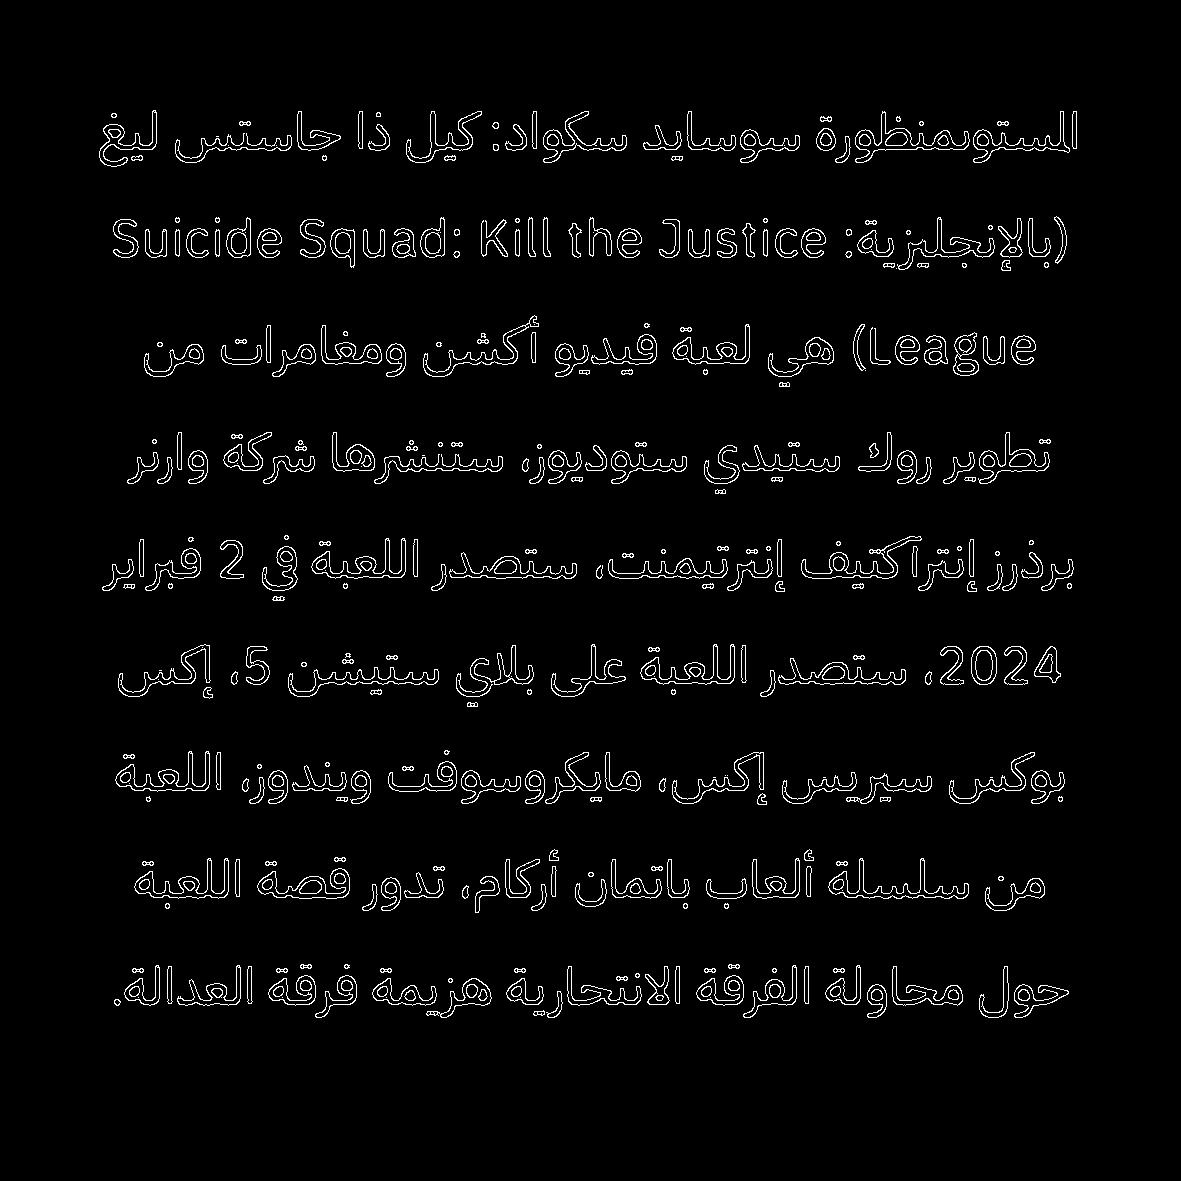 المستوىمنظورة سوسايد سكواد: كيل ذا جاستس ليغ
(بالإنجليزية: Suicide Squad: Kill the Justice
League) هي لعبة فيديو أكشن ومغامرات من
تطوير روك ستيدي ستوديوز، ستنشرها شركة وارنر
برذرز إنتراكتيف إنترتيمنت، ستصدر اللعبة في 2 فبراير
2024، ستصدر اللعبة على بلاي ستيشن 5، إكس
بوكس سيريس إكس، مايكروسوفت ويندوز، اللعبة
من سلسلة ألعاب باتمان أركام، تدور قصة اللعبة
حول محاولة الفرقة الانتحارية هزيمة فرقة العدالة.